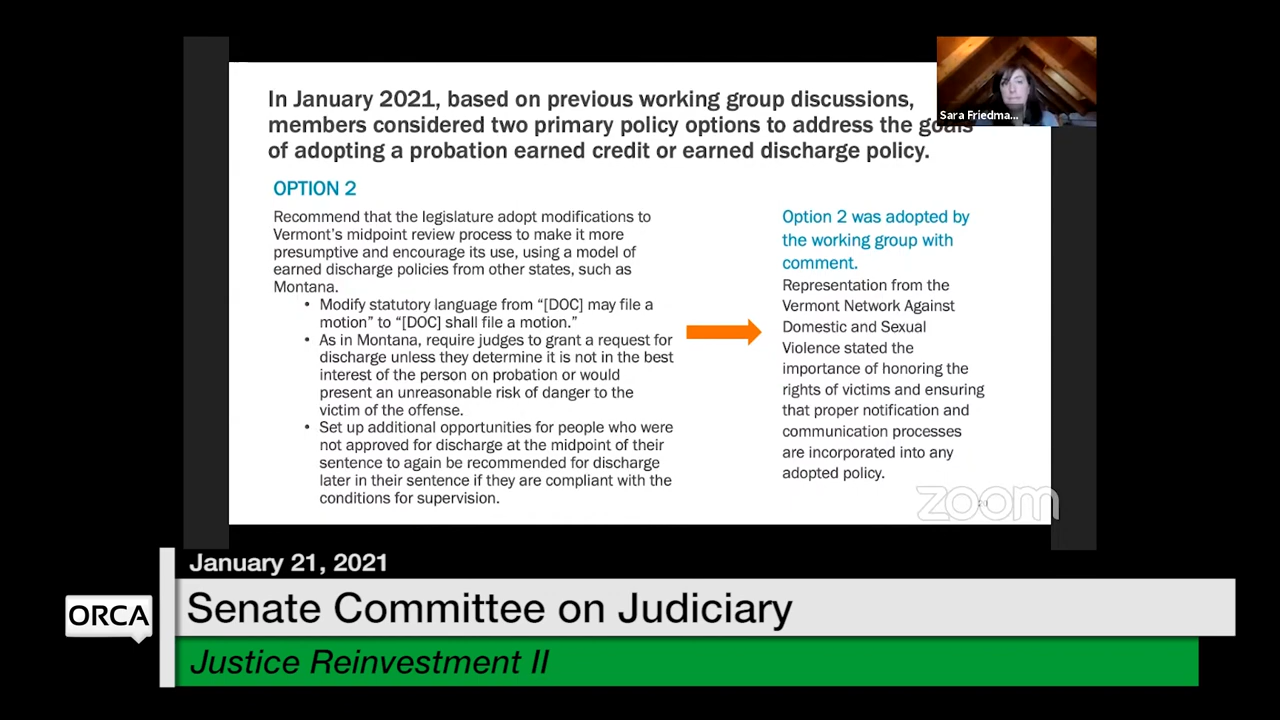 In January 2021, based on previous working group discussions,
members considered two primary policy options to address the goals
of adopting a probation earned credit or earned discharge policy.
Sara Friedma...
OPTION 2
Recommend that the legislature adopt modifications to
Vermont's midpoint review process to make it more
presumptive and encourage its use, using a model of
earned discharge policies from other states, such as
Montana.
• Modify statutory language from “[DOC] may file a
motion” to “[DOC] shall file a motion.”
• As in Montana, require judges to grant a request for
discharge unless they determine it is not in the best
interest of the person on probation or would
present an unreasonable risk of danger to the
victim of the offense.
• Set up additional opportunities for people who were
not approved for discharge at the midpoint of their
sentence to again be recommended for discharge
later in their sentence if they are compliant with the
conditions for supervision.
Option 2 was adopted by
the working group with
comment.
Representation from the
Vermont Network Against
Domestic and Sexual
Violence stated the
importance of honoring the
rights of victims and ensuring
that proper notification and
communication processes
are incorporated into any
adopted policy.
zoom
January 21, 2021
ORCA
Senate Committee on Judiciary
Justice Reinvestment II